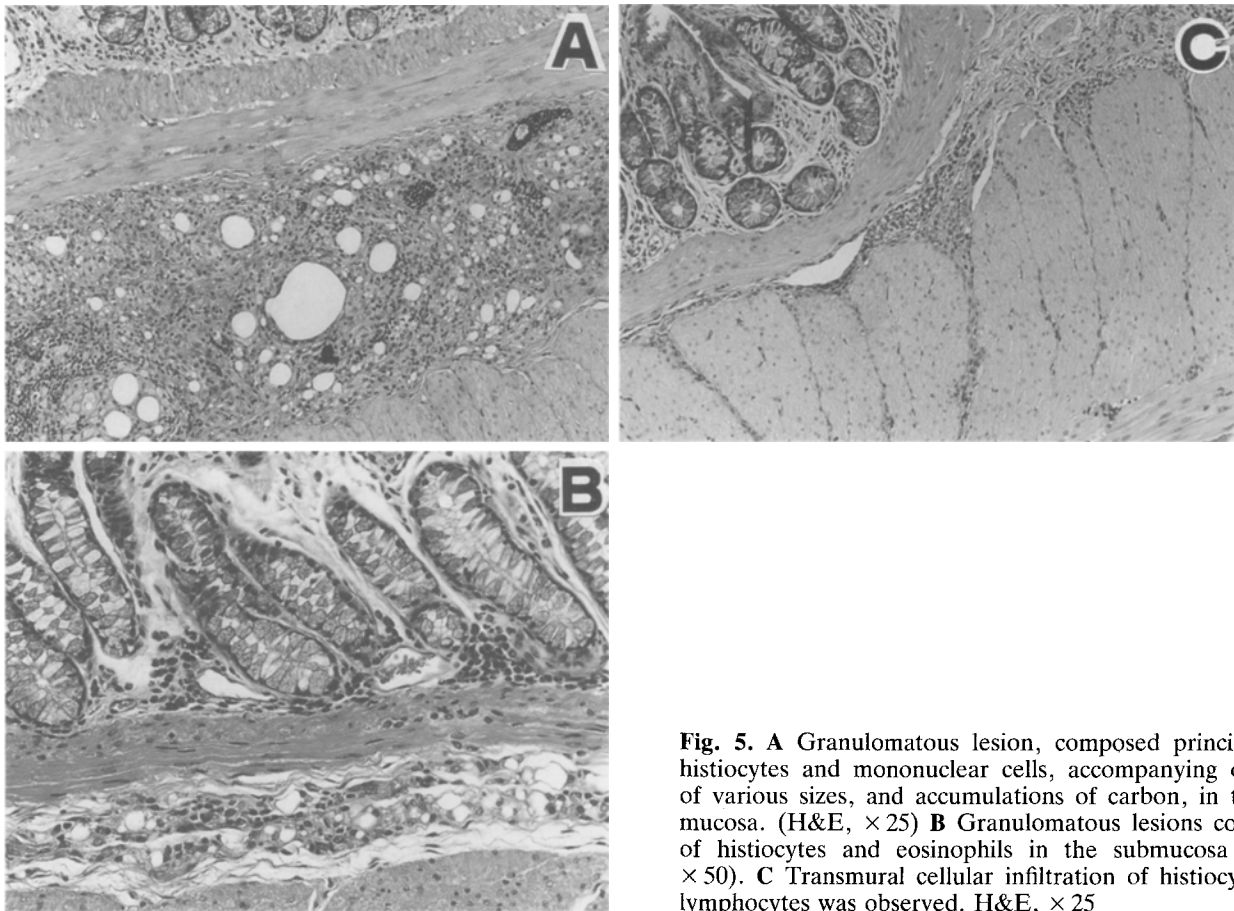 A
C
B
Fig. 5. A Granulomatous lesion, composed princi
histiocytes and mononuclear cells, accompanying
of various sizes, and accumulations of carbon, in
mucosa. (H&E, × 25) B Granulomatous lesions co
of histiocytes and eosinophils in the submucosa
× 50). C Transmural cellular infiltration of histiocy
lymphocytes was observed. H&E, × 25